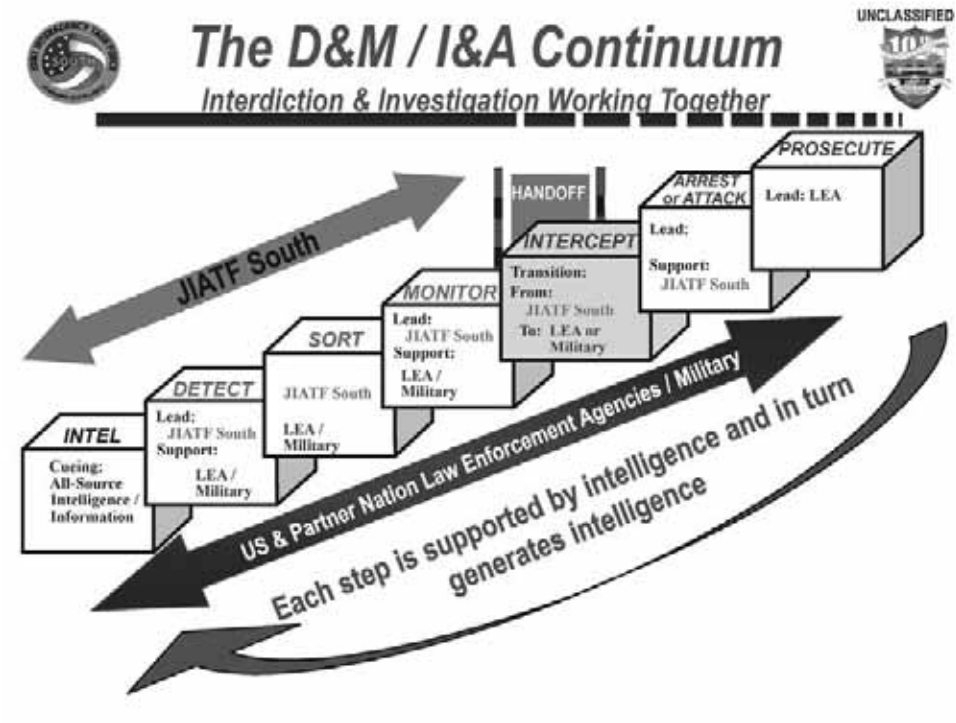 UNCLASSIFIED
The D&M / I&A Continuum
Interdiction & Investigation Working Together
JIATF South
HANDOFF
INTEL
Cueing:
All-Source
Intelligence /
Information
DETECT
Lead:
JIATF South
Support:
LEA /
Military
SORT
JIATF South
LEA /
Military
MONITOR
Lead:
JIATF South
Support:
LEA /
Military
INTERCEPT
Transition:
From:
JIATF South
To: LEA or
Military
ARREST
or ATTACK
Lead:
Support:
JIATF South
PROSECUTE
Lead: LEA
US & Partner Nation Law Enforcement Agencies / Military
Each step is supported by intelligence and in turn
generates intelligence